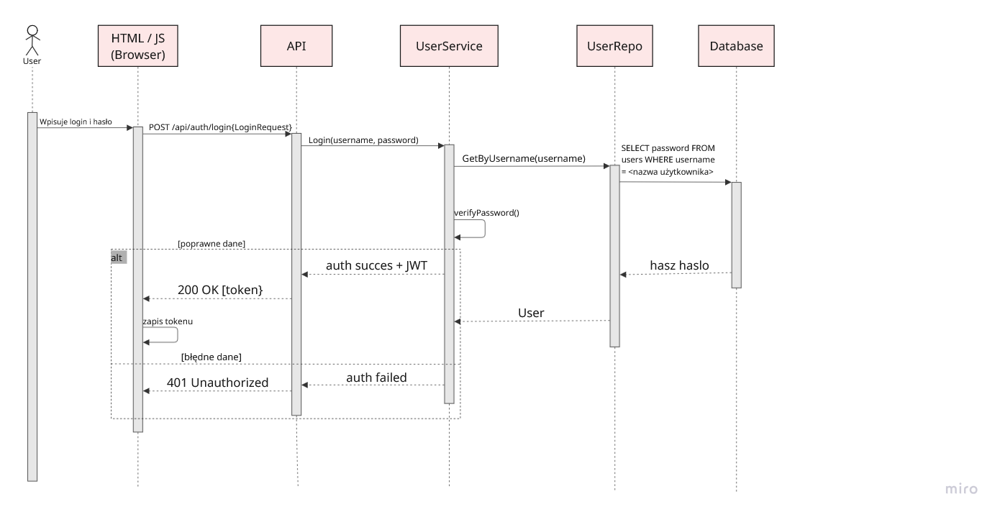 HTML / JS
(Browser)
API
UserService
UserRepo
Database
User
Wpisuje login i hasło
POST /api/auth/login{LoginRequest}
Login(username, password)
GetByUsername(username)
SELECT password FROM
users WHERE username
= <nazwa użytkownika>
verifyPassword()
[poprawne dane]
alt
auth succes + JWT
hasz haslo
200 OK [token}
User
zapis tokenu
[błędne dane]
auth failed
401 Unauthorized
miro